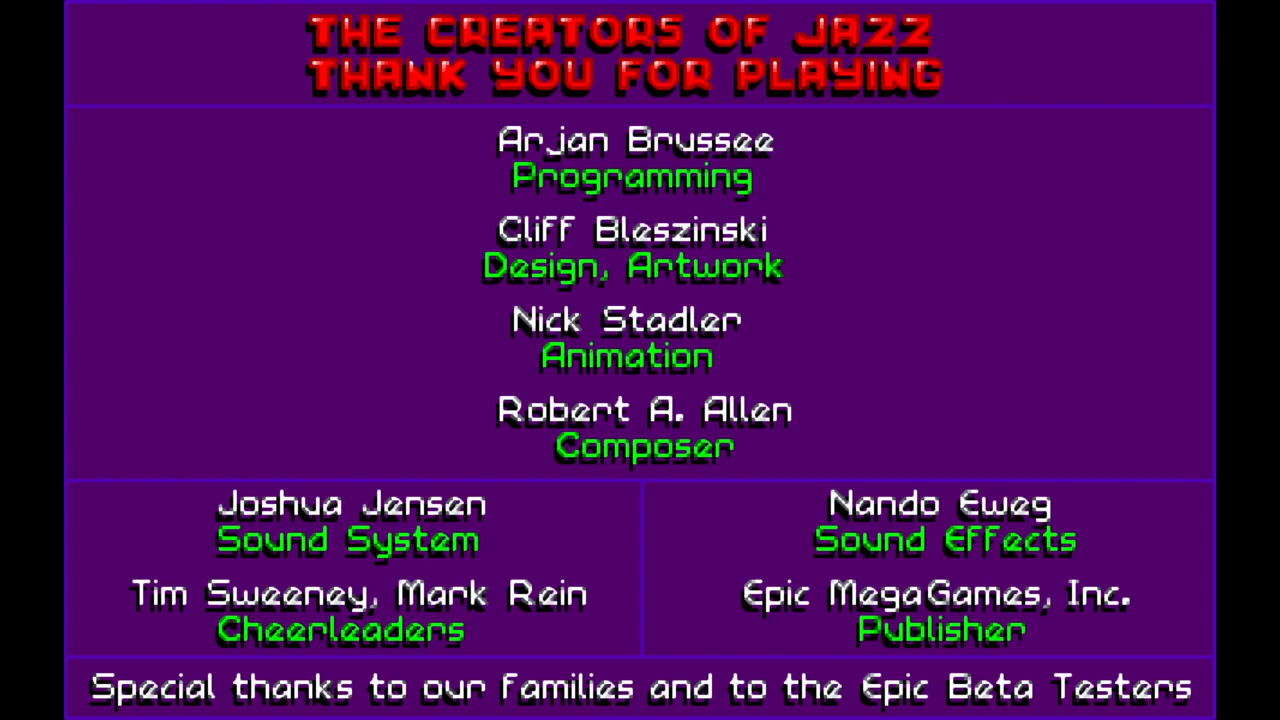 THE CREATORS OF JAZZ
THANK YOU FOR PLAYING
Arjan Brussee
Programming
Cliff Bleszinski
Design, Artwork
Nick Stadler
Animation
Robert A. Allen
Composer
Joshua Jensen
Sound System
Tim Sweeney, Mark Rein
Cheerleaders
Nando Eweg
Sound Effects
Epic MegaGames, Inc.
Publisher
Special thanks to our families and to the Epic Beta Testers